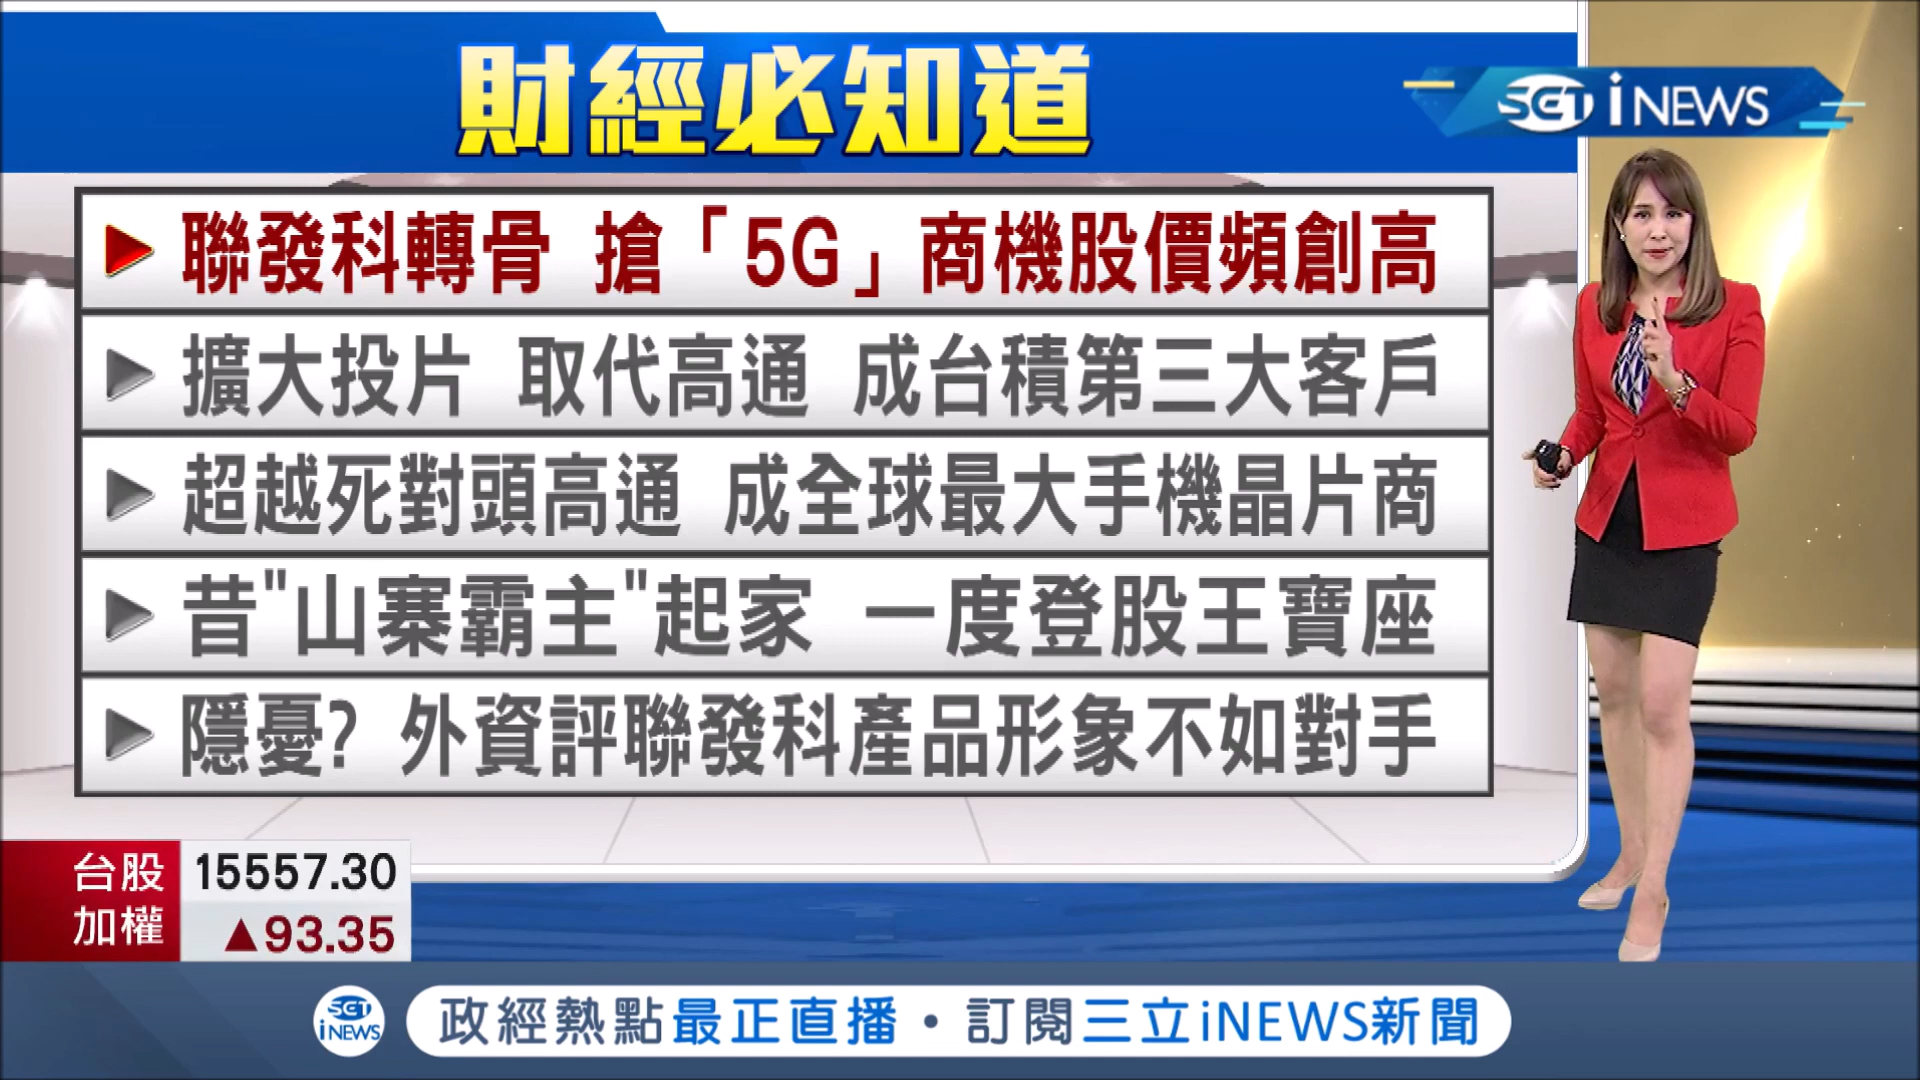 財經必知道
SET iNEWS
聯發科轉骨 搶「5G」商機股價頻創高
擴大投片 取代高通 成台積第三大客戶
超越死對頭高通 成全球最大手機晶片商
昔"山寨霸主"起家 一度登股王寶座
隱憂? 外資評聯發科產品形象不如對手
台股
加權
15557.30
▲93.35
SET
iNEWS
政經熱點最正直播・訂閱三立iNEWS新聞